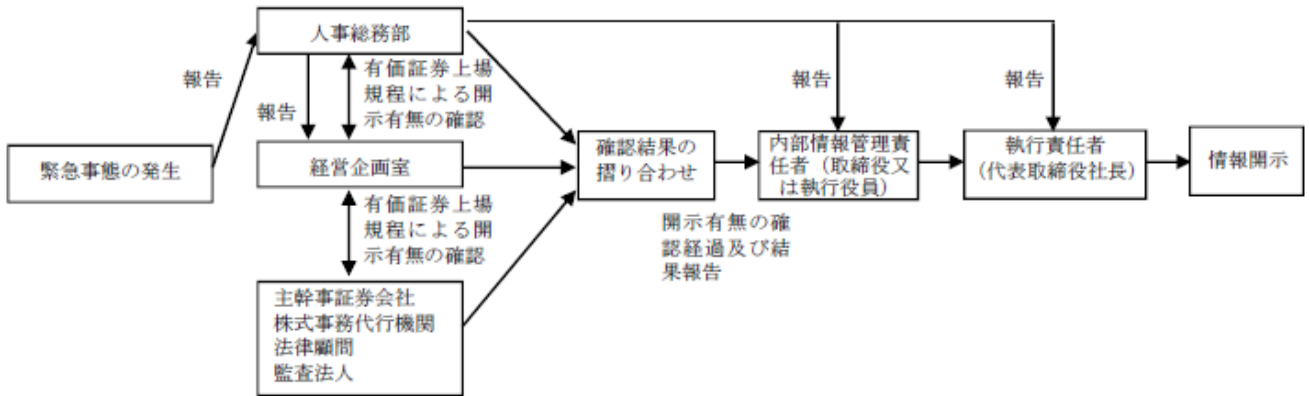 人事総務部
報告
有価証券上場
規程による開
示有無の確認
報告
報告
報告
緊急事態の発生
経営企画室
確認結果の
摺り合わせ
内部情報管理責
任者（取締役又
は執行役員）
執行責任者
（代表取締役社長）
情報開示
有価証券上場
規程による開
示有無の確認
開示有無の確
認経過及び結
果報告
主幹事証券会社
株式事務代行機関
法律顧問
監査法人